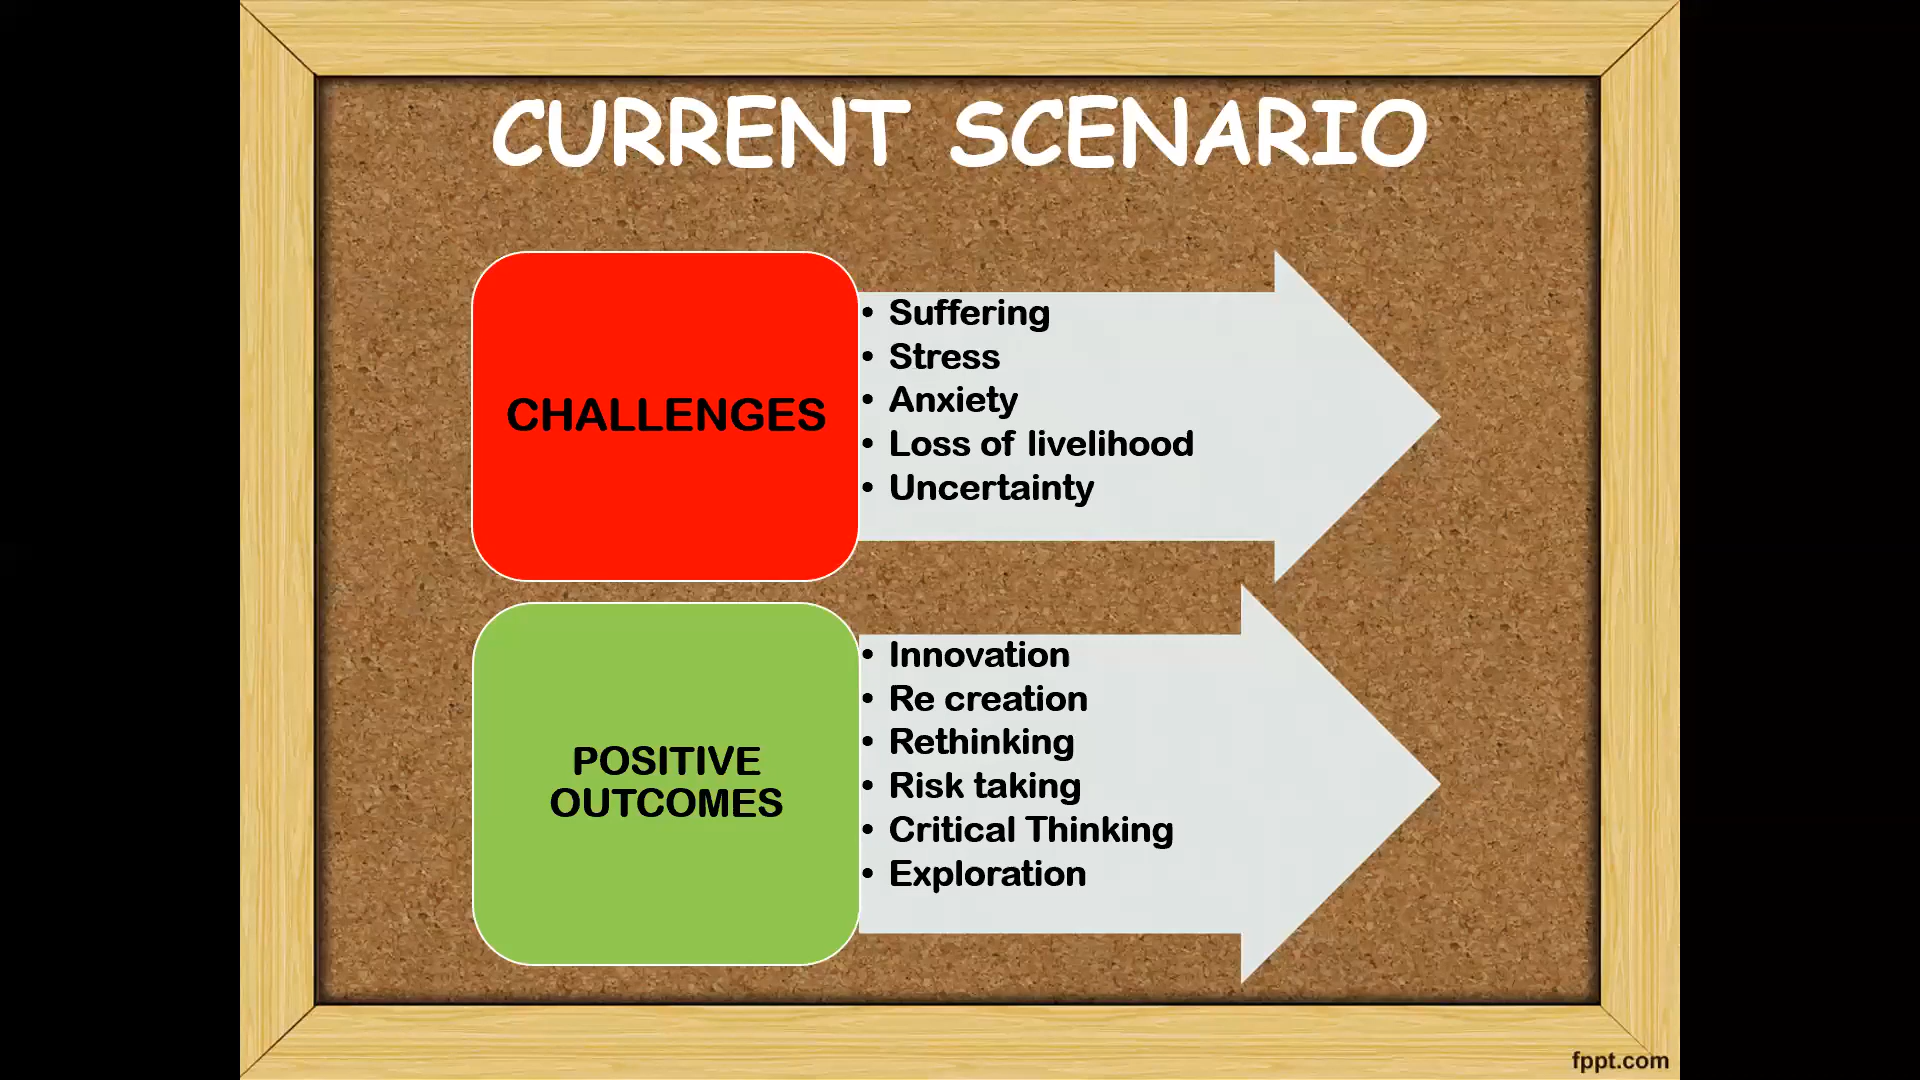 CURRENT SCENARIO
CHALLENGES
• Suffering
• Stress
• Anxiety
• Loss of livelihood
• Uncertainty
POSITIVE
OUTCOMES
• Innovation
• Re creation
• Rethinking
• Risk taking
• Critical Thinking
• Exploration
fppt.com